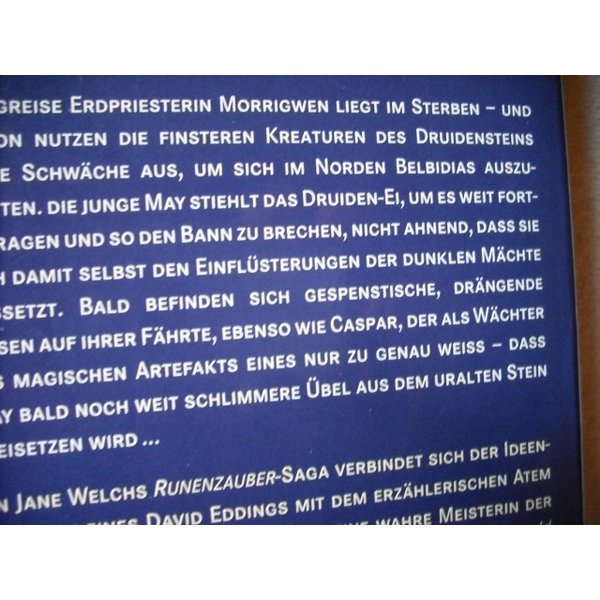 GREISE ERDPRIESTERIN MORRIGWEN LIEGT IM STERBEN – UND
ON NUTZEN DIE FINSTEREN KREATUREN DES DRUIDENSTEINS
E SCHWÄCHE AUS, UM SICH IM NORDEN BELBIDIAS AUSZU-
TEN. DIE JUNGE MAY STIEHLT DAS DRUIDEN-EI, UM ES WEIT FORT-
RAGEN UND SO DEN BANN ZU BRECHEN, NICHT AHNEND, DASS SIE
H DAMIT SELBST DEN EINFLÜSTERUNGEN DER DUNKLEN MÄCHTE
SSETZT. BALD BEFINDEN SICH GESPENSTISCHE, DRÄNGENDE
SEN AUF IHRER FÄHRTE, EBENSO WIE CASPAR, DER ALS WÄCHTER
S MAGISCHEN ARTEFAKTS EINES NUR ZU GENAU WEISS – DASS
AY BALD NOCH WEIT SCHLIMMERE ÜBEL AUS DEM URALTEN STEIN
EISETZEN WIRD ...
N JANE WELCHS RUNENZAUBER-SAGA VERBINDET SICH DER IDEEN-
EINES DAVID EDDINGS MIT DEM ERZÄHLERISCHEN ATEM
WAHRE MEISTERIN DER